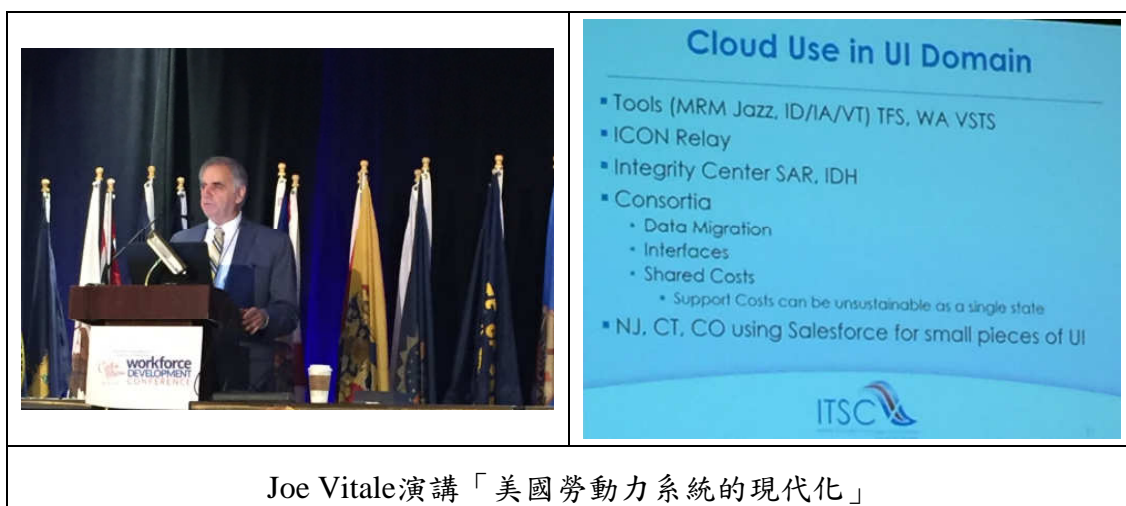 workforce
DEVELOPMENT
CONFERENCE
Cloud Use in UI Domain
▪ Tools (MRM Jazz, ID/IA/VT) TFS, WA VSTS
▪ ICON Relay
▪ Integrity Center SAR, IDH
▪ Consortia
▪ Data Migration
▪ Interfaces
▪ Shared Costs
▪ Support Costs can be unsustainable as a single state
▪ NJ, CT, CO using Salesforce for small pieces of UI
ITSC
Joe Vitale演講「美國勞動力系統的現代化」